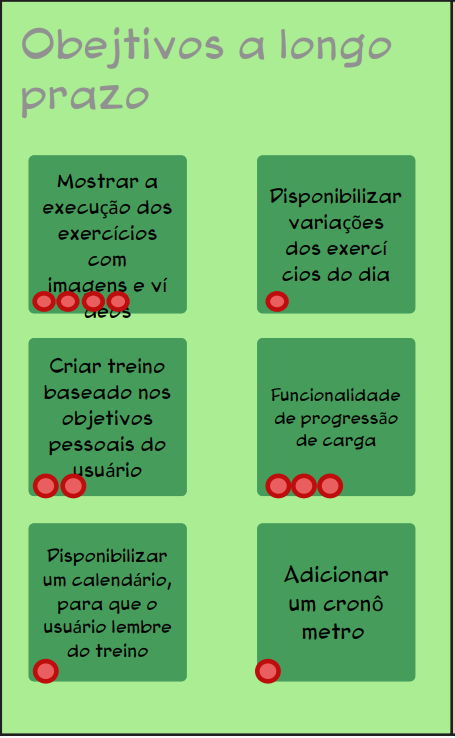 Obejtivos a longo
prazo
Mostrar a
execução dos
exercícios
com
imagens e ví
deos
Disponibilizar
variações
dos exercí
cios do dia
Criar treino
baseado nos
objetivos
pessoais do
usuário
Funcionalidade
de progressão
de carga
Disponibilizar
um calendário,
para que o
usuário lembre
do treino
Adicionar
um cronô
metro